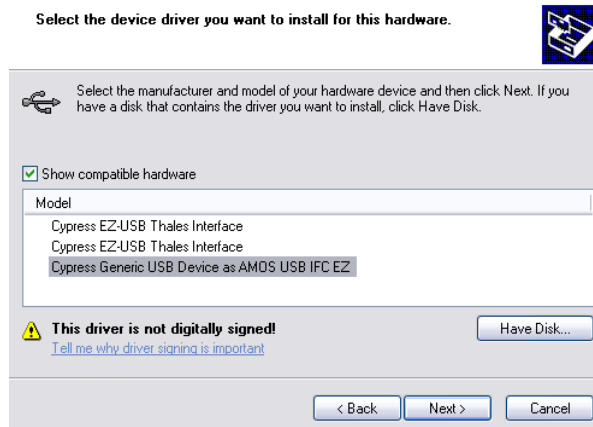 Select the device driver you want to install for this hardware.
Select the manufacturer and model of your hardware device and then click Next. If you
have a disk that contains the driver you want to install, click Have Disk.
Show compatible hardware
Model
Cypress EZ-USB Thales Interface
Cypress EZ-USB Thales Interface
Cypress Generic USB Device as AMOS USB IFC EZ
This driver is not digitally signed!
Have Disk...
Tell me why driver signing is important
< Back Next > Cancel